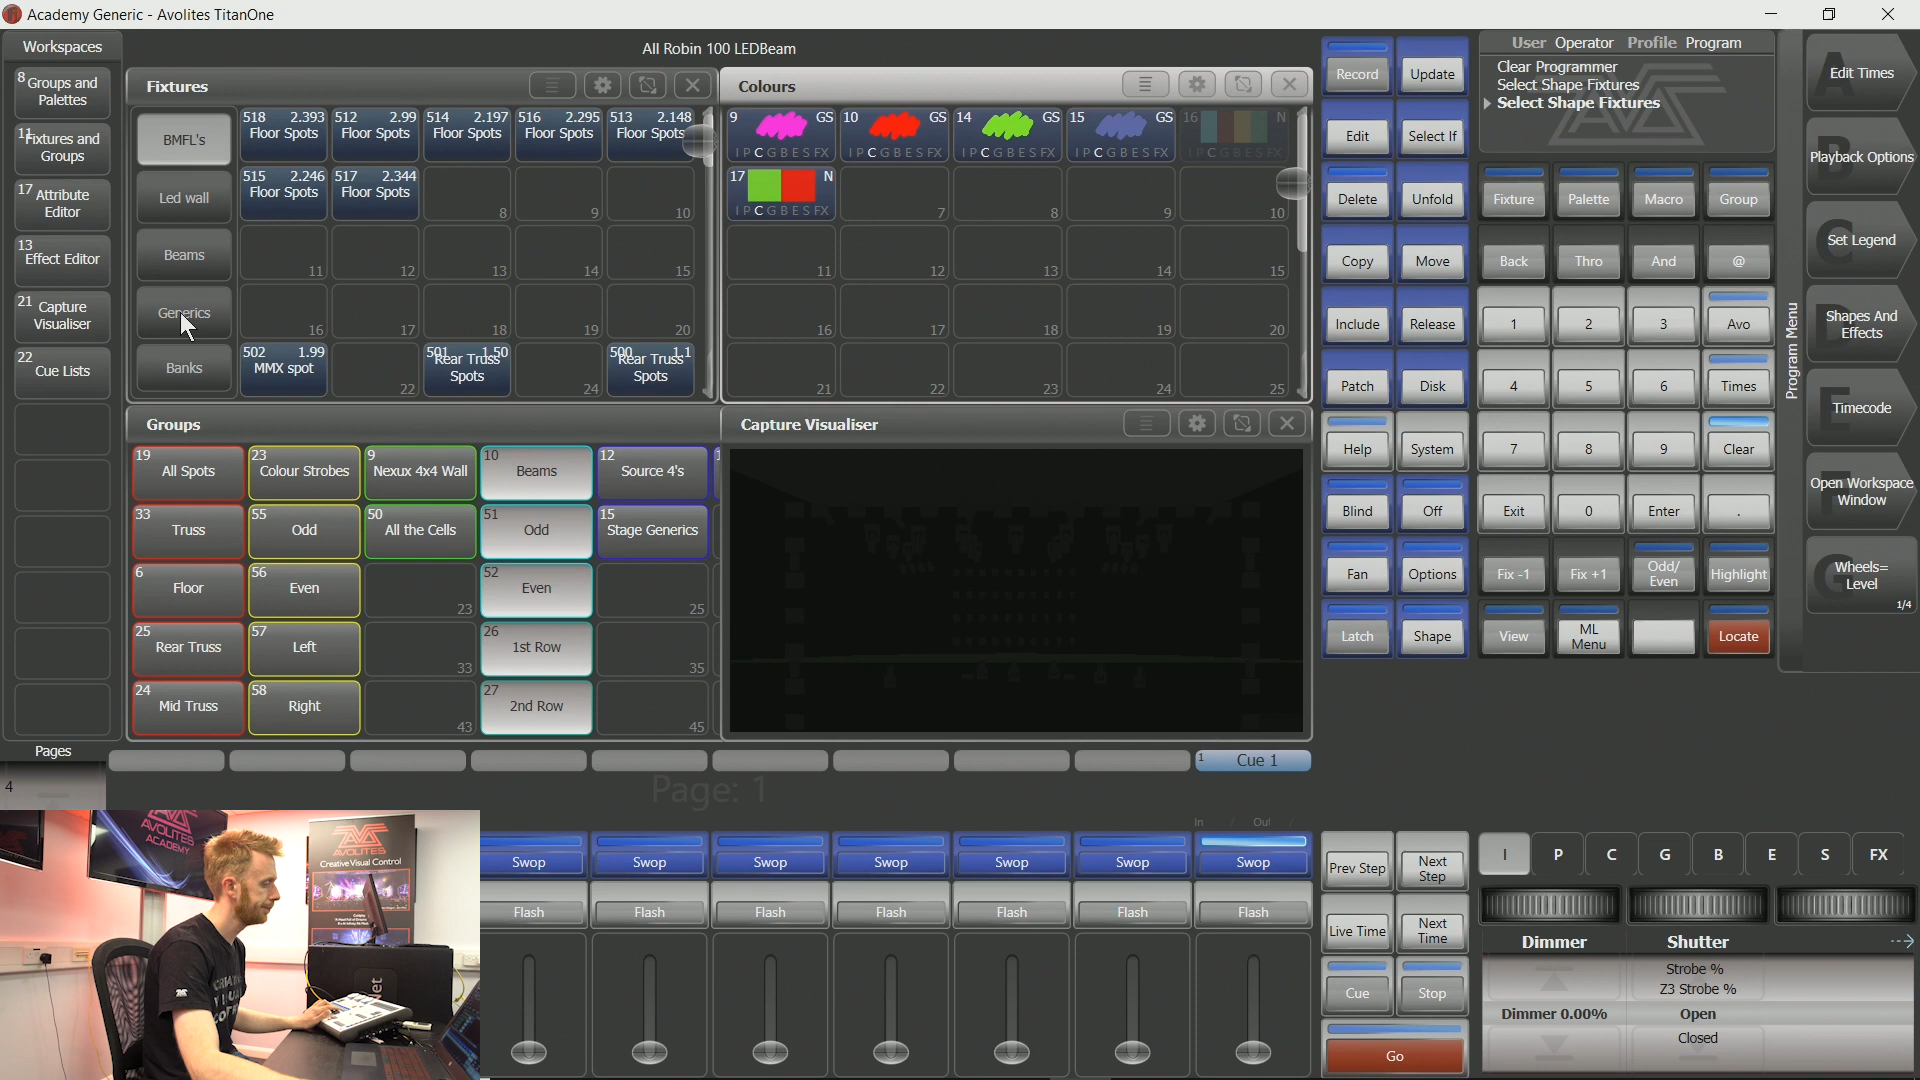 Academy Generic - Avolites TitanOne
Workspaces
8 Groups and Palettes
11 Fixtures and Groups
17 Attribute Editor
13 Effect Editor
21 Capture Visualiser
22 Cue Lists
Pages
4
All Robin 100 LEDBeam
Fixtures
BMFL's
Led wall
Beams
Generics
Banks
518 2.393 Floor Spots
512 2.99 Floor Spots
514 2.197 Floor Spots
516 2.295 Floor Spots
513 2.148 Floor Spots
515 2.246 Floor Spots
517 2.344 Floor Spots
8
9
10
11
12
13
14
15
16
17
18
19
20
502 1.99 MMX spot
22
501 1.50 Rear Truss Spots
24
500 1.1 Rear Truss Spots
Colours
9 GS
IPCGBESFX
10 GS
IPCGBESFX
14 GS
IPCGBESFX
15 GS
IPCGBESFX
16 N
IPCGBESFX
17 N
IPCGBESFX
7
8
9
10
11
12
13
14
15
16
17
18
19
20
21
22
23
24
25
Groups
19 All Spots
23 Colour Strobes
9 Nexux 4x4 Wall
10 Beams
12 Source 4's
33 Truss
55 Odd
50 All the Cells
51 Odd
15 Stage Generics
6 Floor
56 Even
23
52 Even
25
25 Rear Truss
57 Left
33
26 1st Row
35
24 Mid Truss
58 Right
43
27 2nd Row
45
Capture Visualiser
1 Cue 1
Page: 1
In / Out /
Swop
Swop
Swop
Swop
Swop
Swop
Swop
Flash
Flash
Flash
Flash
Flash
Flash
Flash
Record
Update
Edit
Select If
Delete
Unfold
Copy
Move
Include
Release
Patch
Disk
Help
System
Blind
Off
Fan
Options
Latch
Shape
Prev Step
Next Step
Live Time
Next Time
Cue
Stop
Go
User Operator Profile Program
Clear Programmer
Select Shape Fixtures
Select Shape Fixtures
Fixture
Palette
Macro
Group
Back
Thro
And
@
1
2
3
Avo
4
5
6
Times
7
8
9
Clear
Exit
0
Enter
.
Fix -1
Fix +1
Odd/ Even
Highlight
View
ML Menu
Locate
Program Menu
A Edit Times
B Playback Options
C Set Legend
D Shapes And Effects
E Timecode
F Open Workspace Window
G Wheels= Level
1/4
I
P
C
G
B
E
S
FX
Dimmer
Shutter
Strobe %
Z3 Strobe %
Dimmer 0.00%
Open
Closed
AVOLITES
ACADEMY
Creative Visual Control